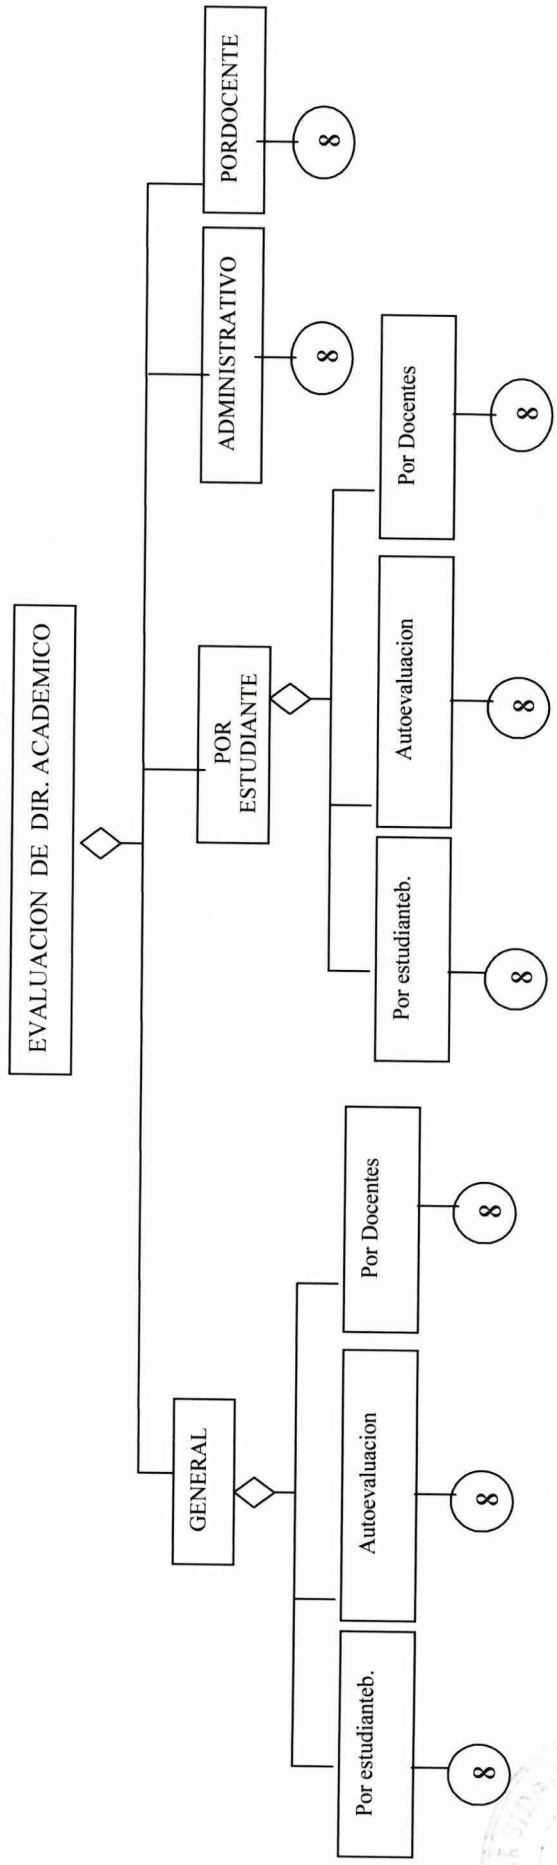 EVALUACION DE DIR. ACADEMICO
GENERAL
POR
ESTUDIANTE
ADMINISTRATIVO
PORDOCENTE
8
8
Por estudianteb.
Autoevaluacion
Por Docentes
8
8
8
Por estudianteb.
Autoevaluacion
Por Docentes
8
8
8